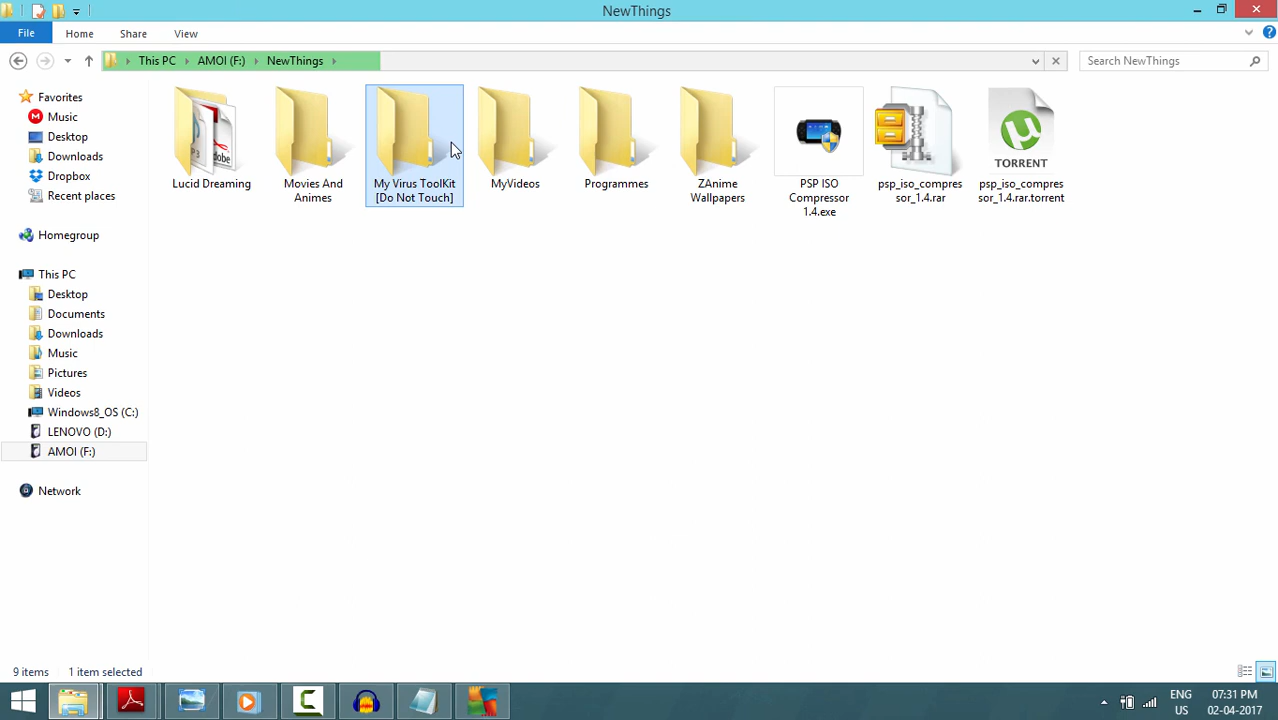 NewThings
File Home Share View
This PC AMOI (F:) NewThings
Search NewThings
Favorites
Music
Desktop
Downloads
Dropbox
Recent places
Homegroup
This PC
Desktop
Documents
Downloads
Music
Pictures
Videos
Windows8_OS (C:)
LENOVO (D:)
AMOI (F:)
Network
Lucid Dreaming
Movies And
Animes
My Virus ToolKit
[Do Not Touch]
MyVideos
Programmes
ZAnime
Wallpapers
PSP ISO
Compressor
1.4.exe
psp_iso_compres
sor_1.4.rar
TORRENT
psp_iso_compres
sor_1.4.rar.torrent
9 items 1 item selected
ENG
US
07:31 PM
02-04-2017